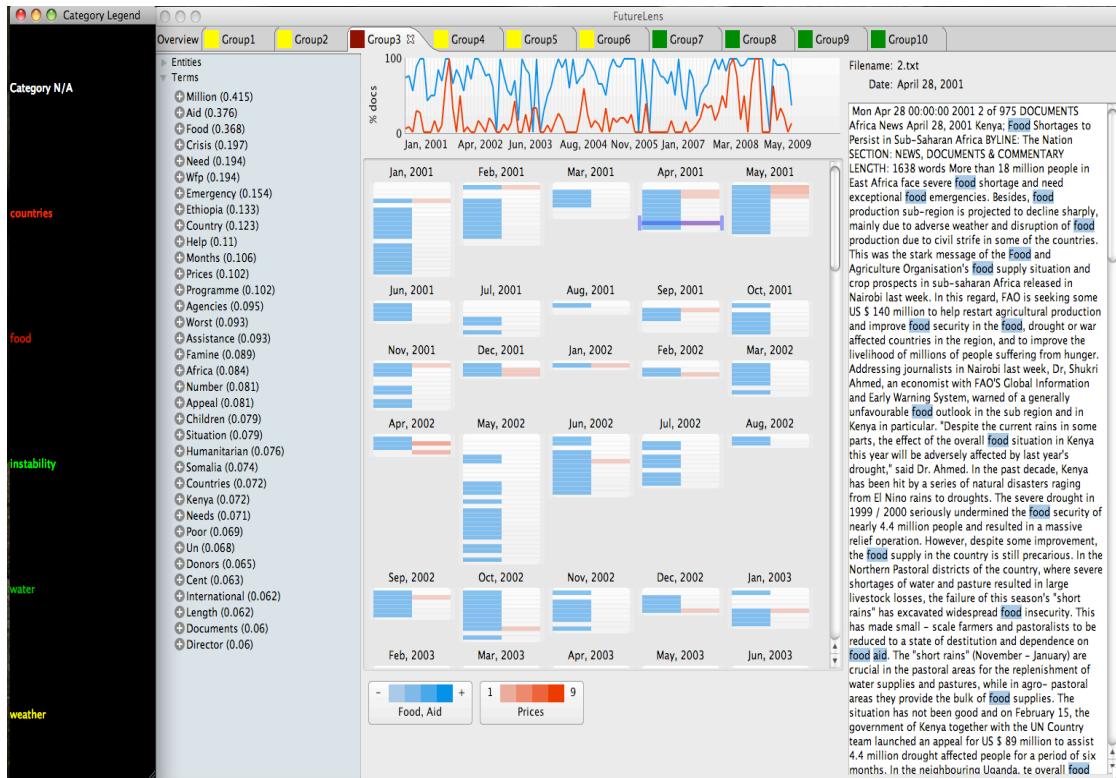 Category Legend
FutureLens
Overview Group1 Group2 Group3 Group4 Group5 Group6 Group7 Group8 Group9 Group10
Category N/A
countries
food
instability
water
weather
Entities
Terms
Million (0.415)
Aid (0.376)
Food (0.368)
Crisis (0.197)
Need (0.194)
Wfp (0.194)
Emergency (0.154)
Ethiopia (0.133)
Country (0.123)
Help (0.11)
Months (0.106)
Prices (0.102)
Programme (0.102)
Agencies (0.095)
Worst (0.093)
Assistance (0.093)
Famine (0.089)
Africa (0.084)
Number (0.081)
Appeal (0.081)
Children (0.079)
Situation (0.079)
Humanitarian (0.076)
Somalia (0.074)
Countries (0.072)
Kenya (0.072)
Needs (0.071)
Poor (0.069)
Un (0.068)
Donors (0.065)
Cent (0.063)
International (0.062)
Length (0.062)
Documents (0.06)
Director (0.06)
100
% docs
0
Jan, 2001 Jun, 2002 Sep, 2003 Aug, 2004 Nov, 2005 Jan, 2007 Mar, 2008 May, 2009
Jan, 2001 Feb, 2001 Mar, 2001 Apr, 2001 May, 2001
Jun, 2001 Jul, 2001 Aug, 2001 Sep, 2001 Oct, 2001
Nov, 2001 Dec, 2001 Jan, 2002 Feb, 2002 Mar, 2002
Apr, 2002 May, 2002 Jun, 2002 Jul, 2002 Aug, 2002
Sep, 2002 Oct, 2002 Nov, 2002 Dec, 2002 Jan, 2003
Feb, 2003 Mar, 2003 Apr, 2003 May, 2003 Jun, 2003
- +
Food, Aid
1 9
Prices
Filename: 2.txt
Date: April 28, 2001
Mon Apr 28 00:00:00 2001 2 of 975 DOCUMENTS
Africa News April 28, 2001 Kenya; Food Shortages to
Persist in Sub-Saharan Africa BYLINE: The Nation
SECTION: NEWS, DOCUMENTS & COMMENTARY
LENGTH: 1638 words More than 18 million people in
East Africa face severe food shortage and need
exceptional food emergencies. Besides, food
production sub-region is projected to decline sharply,
mainly due to adverse weather and disruption of food
production due to civil strife in some of the countries.
This was the stark message of the Food and
Agriculture Organisation's food supply situation and
crop prospects in sub-saharan Africa released in
Nairobi last week. In this regard, FAO is seeking some
US $ 140 million to help restart agricultural production
and improve food security in the food, drought or war
affected countries in the region, and to improve the
livelihood of millions of people suffering from hunger.
Addressing journalists in Nairobi last week, Dr, Shukri
Ahmed, an economist with FAO'S Global Information
and Early Warning System, warned of a generally
unfavourable food outlook in the sub region and in
Kenya in particular. "Despite the current rains in some
parts, the effect of the overall food situation in Kenya
this year will be adversely affected by last year's
drought," said Dr. Ahmed. In the past decade, Kenya
has been hit by a series of natural disasters raging
from El Nino rains to droughts. The severe drought in
1999 / 2000 seriously undermined the food security of
nearly 4.4 million people and resulted in a massive
relief operation. However, despite some improvement,
the food supply in the country is still precarious. In the
Northern Pastoral districts of the country, where severe
shortages of water and pasture resulted in large
livestock losses, the failure of this season's "short
rains" has excavated widespread food insecurity. This
has made small - scale farmers and pastoralists to be
reduced to a state of destitution and dependence on
food aid. The "short rains" (November - January) are
crucial in the pastoral areas for the replenishment of
water supplies and pastures, while in agro- pastoral
areas they provide the bulk of food supplies. The
situation has not been good and on February 15, the
government of Kenya together with the UN Country
team launched an appeal for US $ 89 million to assist
4.4 million drought affected people for a period of six
months. In the neighbouring Uganda, te overall food